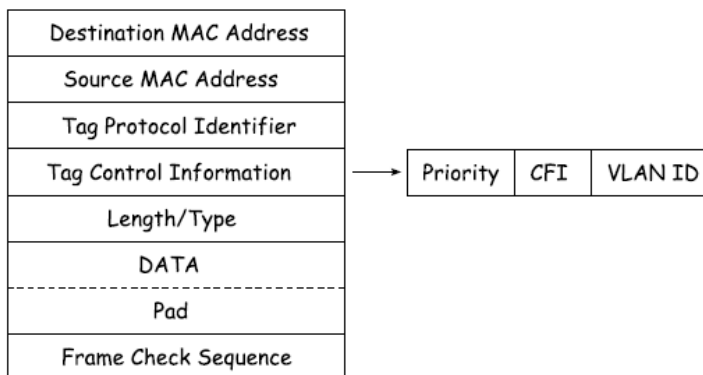 Destination MAC Address
Source MAC Address
Tag Protocol Identifier
Tag Control Information
Priority CFI VLAN ID
Length/Type
DATA
Pad
Frame Check Sequence